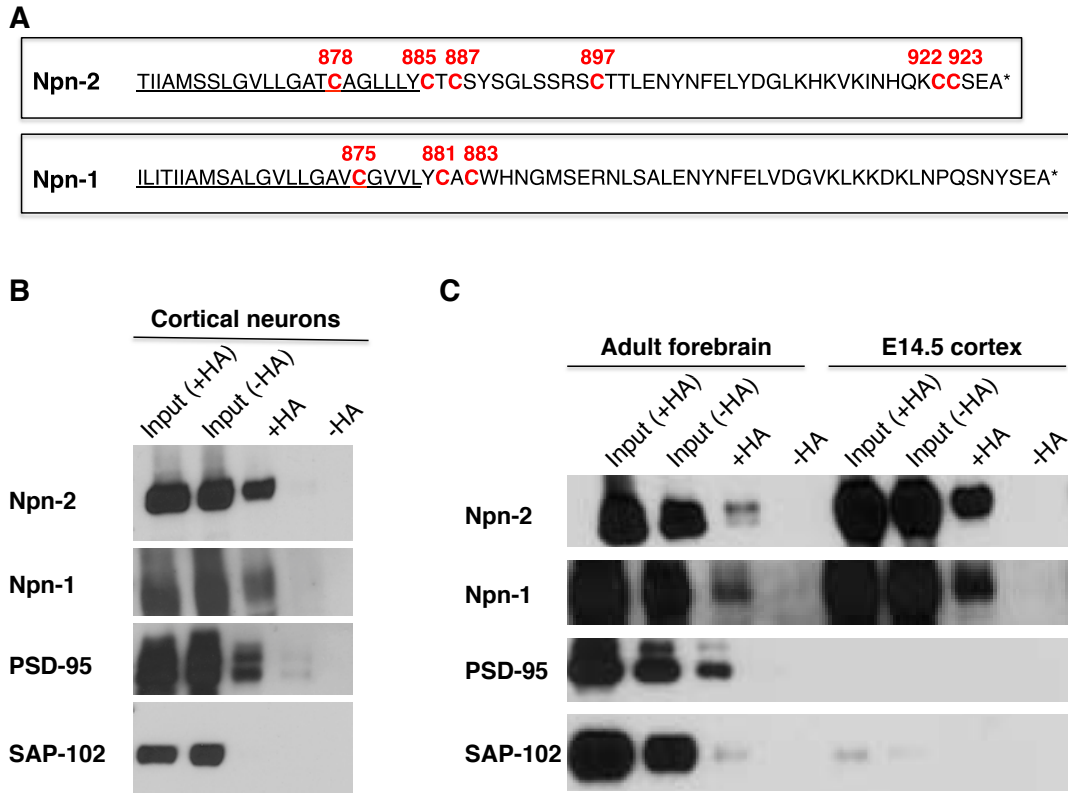 A
878 885 887 897 922 923
Npn-2 TIIAMSSLGVLLGATCAGLLLYCTCSYSGLSSRSCTTLENYNFELYDGLKHKVKINHQKCCSEA*
875 881 883
Npn-1 ILITIIAMSALGVLLGAVCGVVLYCACWHNGMSERNLSALENYNFELVDGVKLKKDKLNPQSNYSEA*
B
Cortical neurons
Input (+HA) Input (-HA) +HA -HA
Npn-2
Npn-1
PSD-95
SAP-102
C
Adult forebrain E14.5 cortex
Input (+HA) Input (-HA) +HA -HA Input (+HA) Input (-HA) +HA -HA
Npn-2
Npn-1
PSD-95
SAP-102